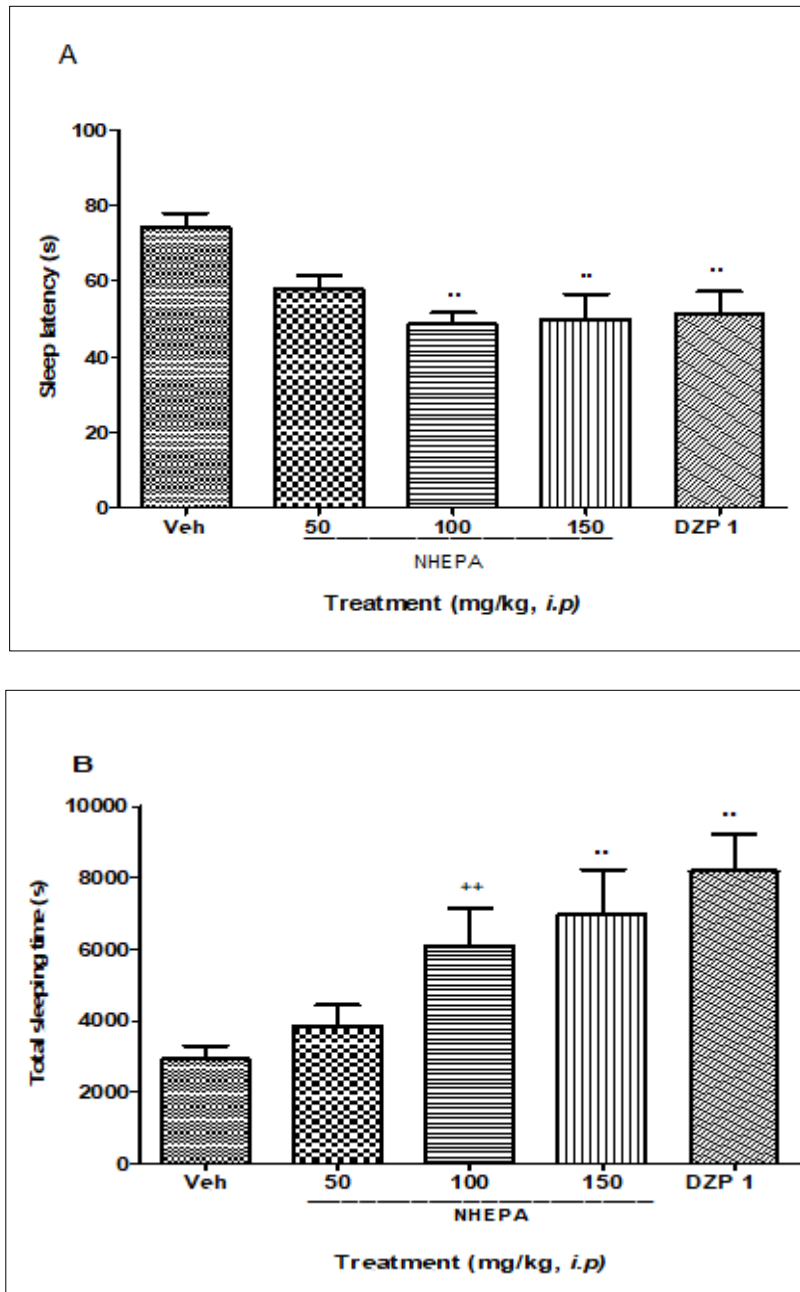 A
Sleep latency (s)
100
80
60
40
20
0
..
..
..
Veh
50
100
150
DZP 1
NHEPA
Treatment (mg/kg, i.p)
B
Total sleeping time (s)
10000
8000
6000
4000
2000
0
++
..
..
Veh
50
100
150
DZP 1
NHEPA
Treatment (mg/kg, i.p)